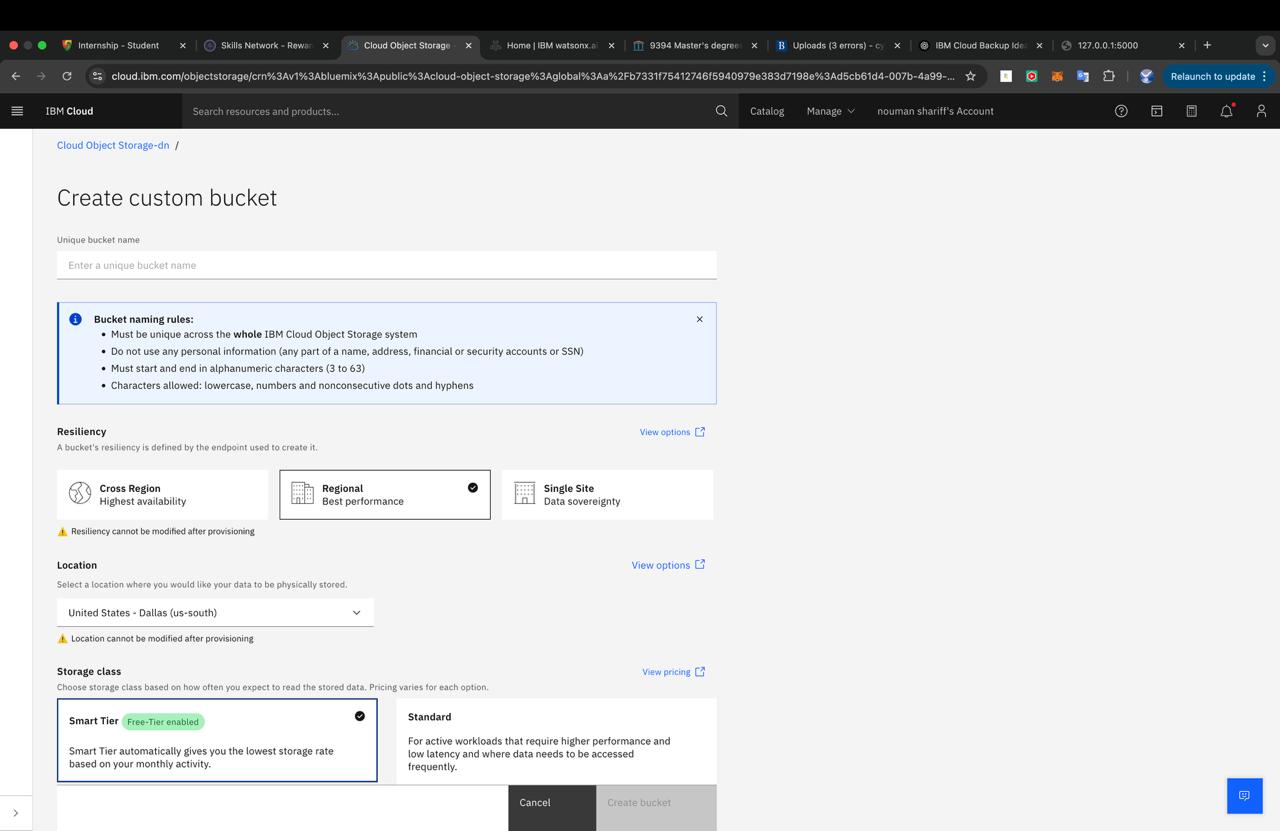 Internship - Student
Skills Network - Rewar
Cloud Object Storage -
Home | IBM watsonx.ai
9394 Master's degree
Uploads (3 errors) - cy
IBM Cloud Backup Idea
127.0.0.1:5000
cloud.ibm.com/objectstorage/crn%3Av1%3Abluemix%3Apublic%3Acloud-object-storage%3Aglobal%3Aa%2Fb7331f75412746f5940979e383d7198e%3Ad5cb61d4-007b-4a99-...
Relaunch to update
IBM Cloud
Search resources and products...
Catalog
Manage
nouman shariff's Account
Cloud Object Storage-dn /
Create custom bucket
Unique bucket name
Enter a unique bucket name
Bucket naming rules:
• Must be unique across the whole IBM Cloud Object Storage system
• Do not use any personal information (any part of a name, address, financial or security accounts or SSN)
• Must start and end in alphanumeric characters (3 to 63)
• Characters allowed: lowercase, numbers and nonconsecutive dots and hyphens
Resiliency
View options
A bucket's resiliency is defined by the endpoint used to create it.
Cross Region
Highest availability
Regional
Best performance
Single Site
Data sovereignty
Resiliency cannot be modified after provisioning
Location
View options
Select a location where you would like your data to be physically stored.
United States - Dallas (us-south)
Location cannot be modified after provisioning
Storage class
View pricing
Choose storage class based on how often you expect to read the stored data. Pricing varies for each option.
Smart Tier Free-Tier enabled
Smart Tier automatically gives you the lowest storage rate
based on your monthly activity.
Standard
For active workloads that require higher performance and
low latency and where data needs to be accessed
frequently.
Cancel
Create bucket